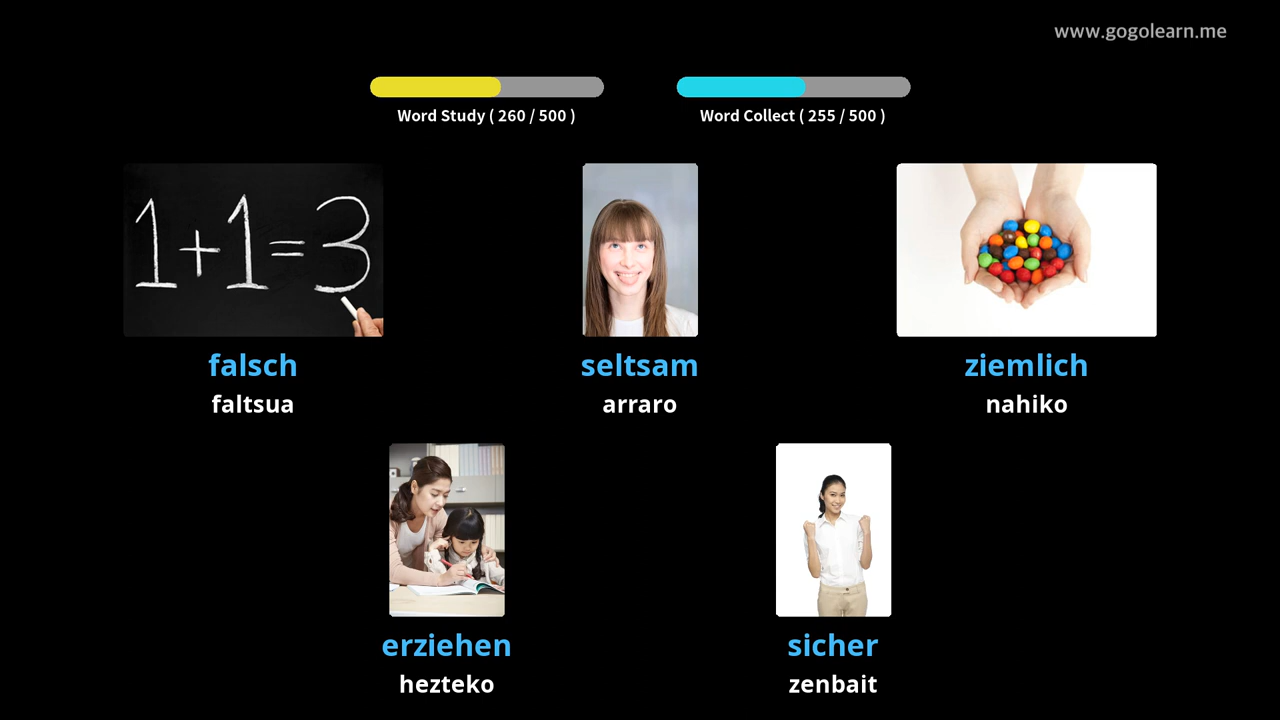 www.gogolearn.me
Word Study ( 260 / 500 )
Word Collect ( 255 / 500 )
1+1=3
falsch
faltsua
seltsam
arraro
ziemlich
nahiko
erziehen
hezteko
sicher
zenbait